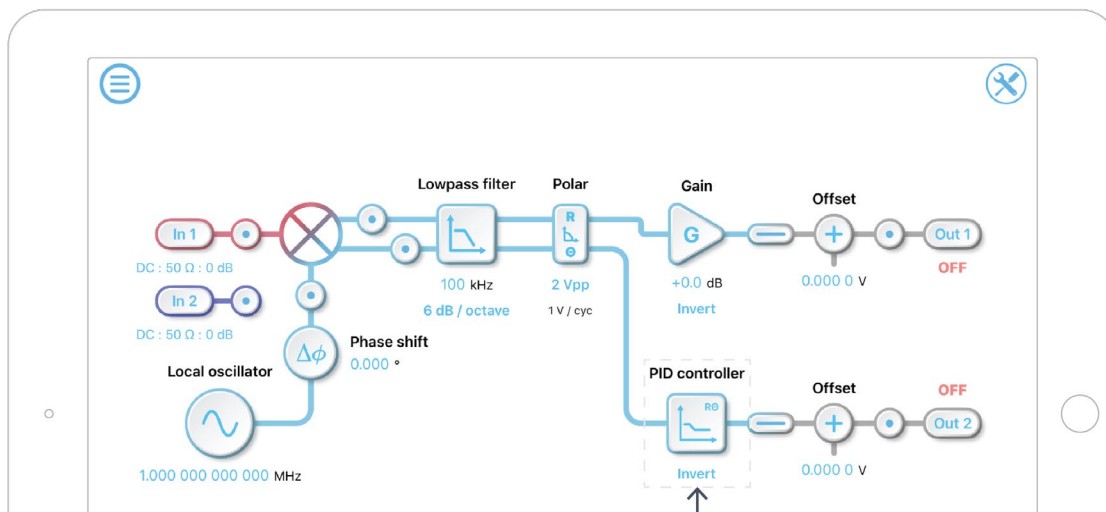 Lowpass filter
Polar
Gain
Offset
In 1
R
Θ
G
Out 1
DC : 50 Ω : 0 dB
OFF
100 kHz
2 Vpp
+0.0 dB
0.000 0 V
In 2
6 dB / octave
1 V / cyc
Invert
DC : 50 Ω : 0 dB
Δϕ
Phase shift
0.000 °
Local oscillator
PID controller
Offset
OFF
RΘ
Out 2
1.000 000 000 000 MHz
Invert
0.000 0 V